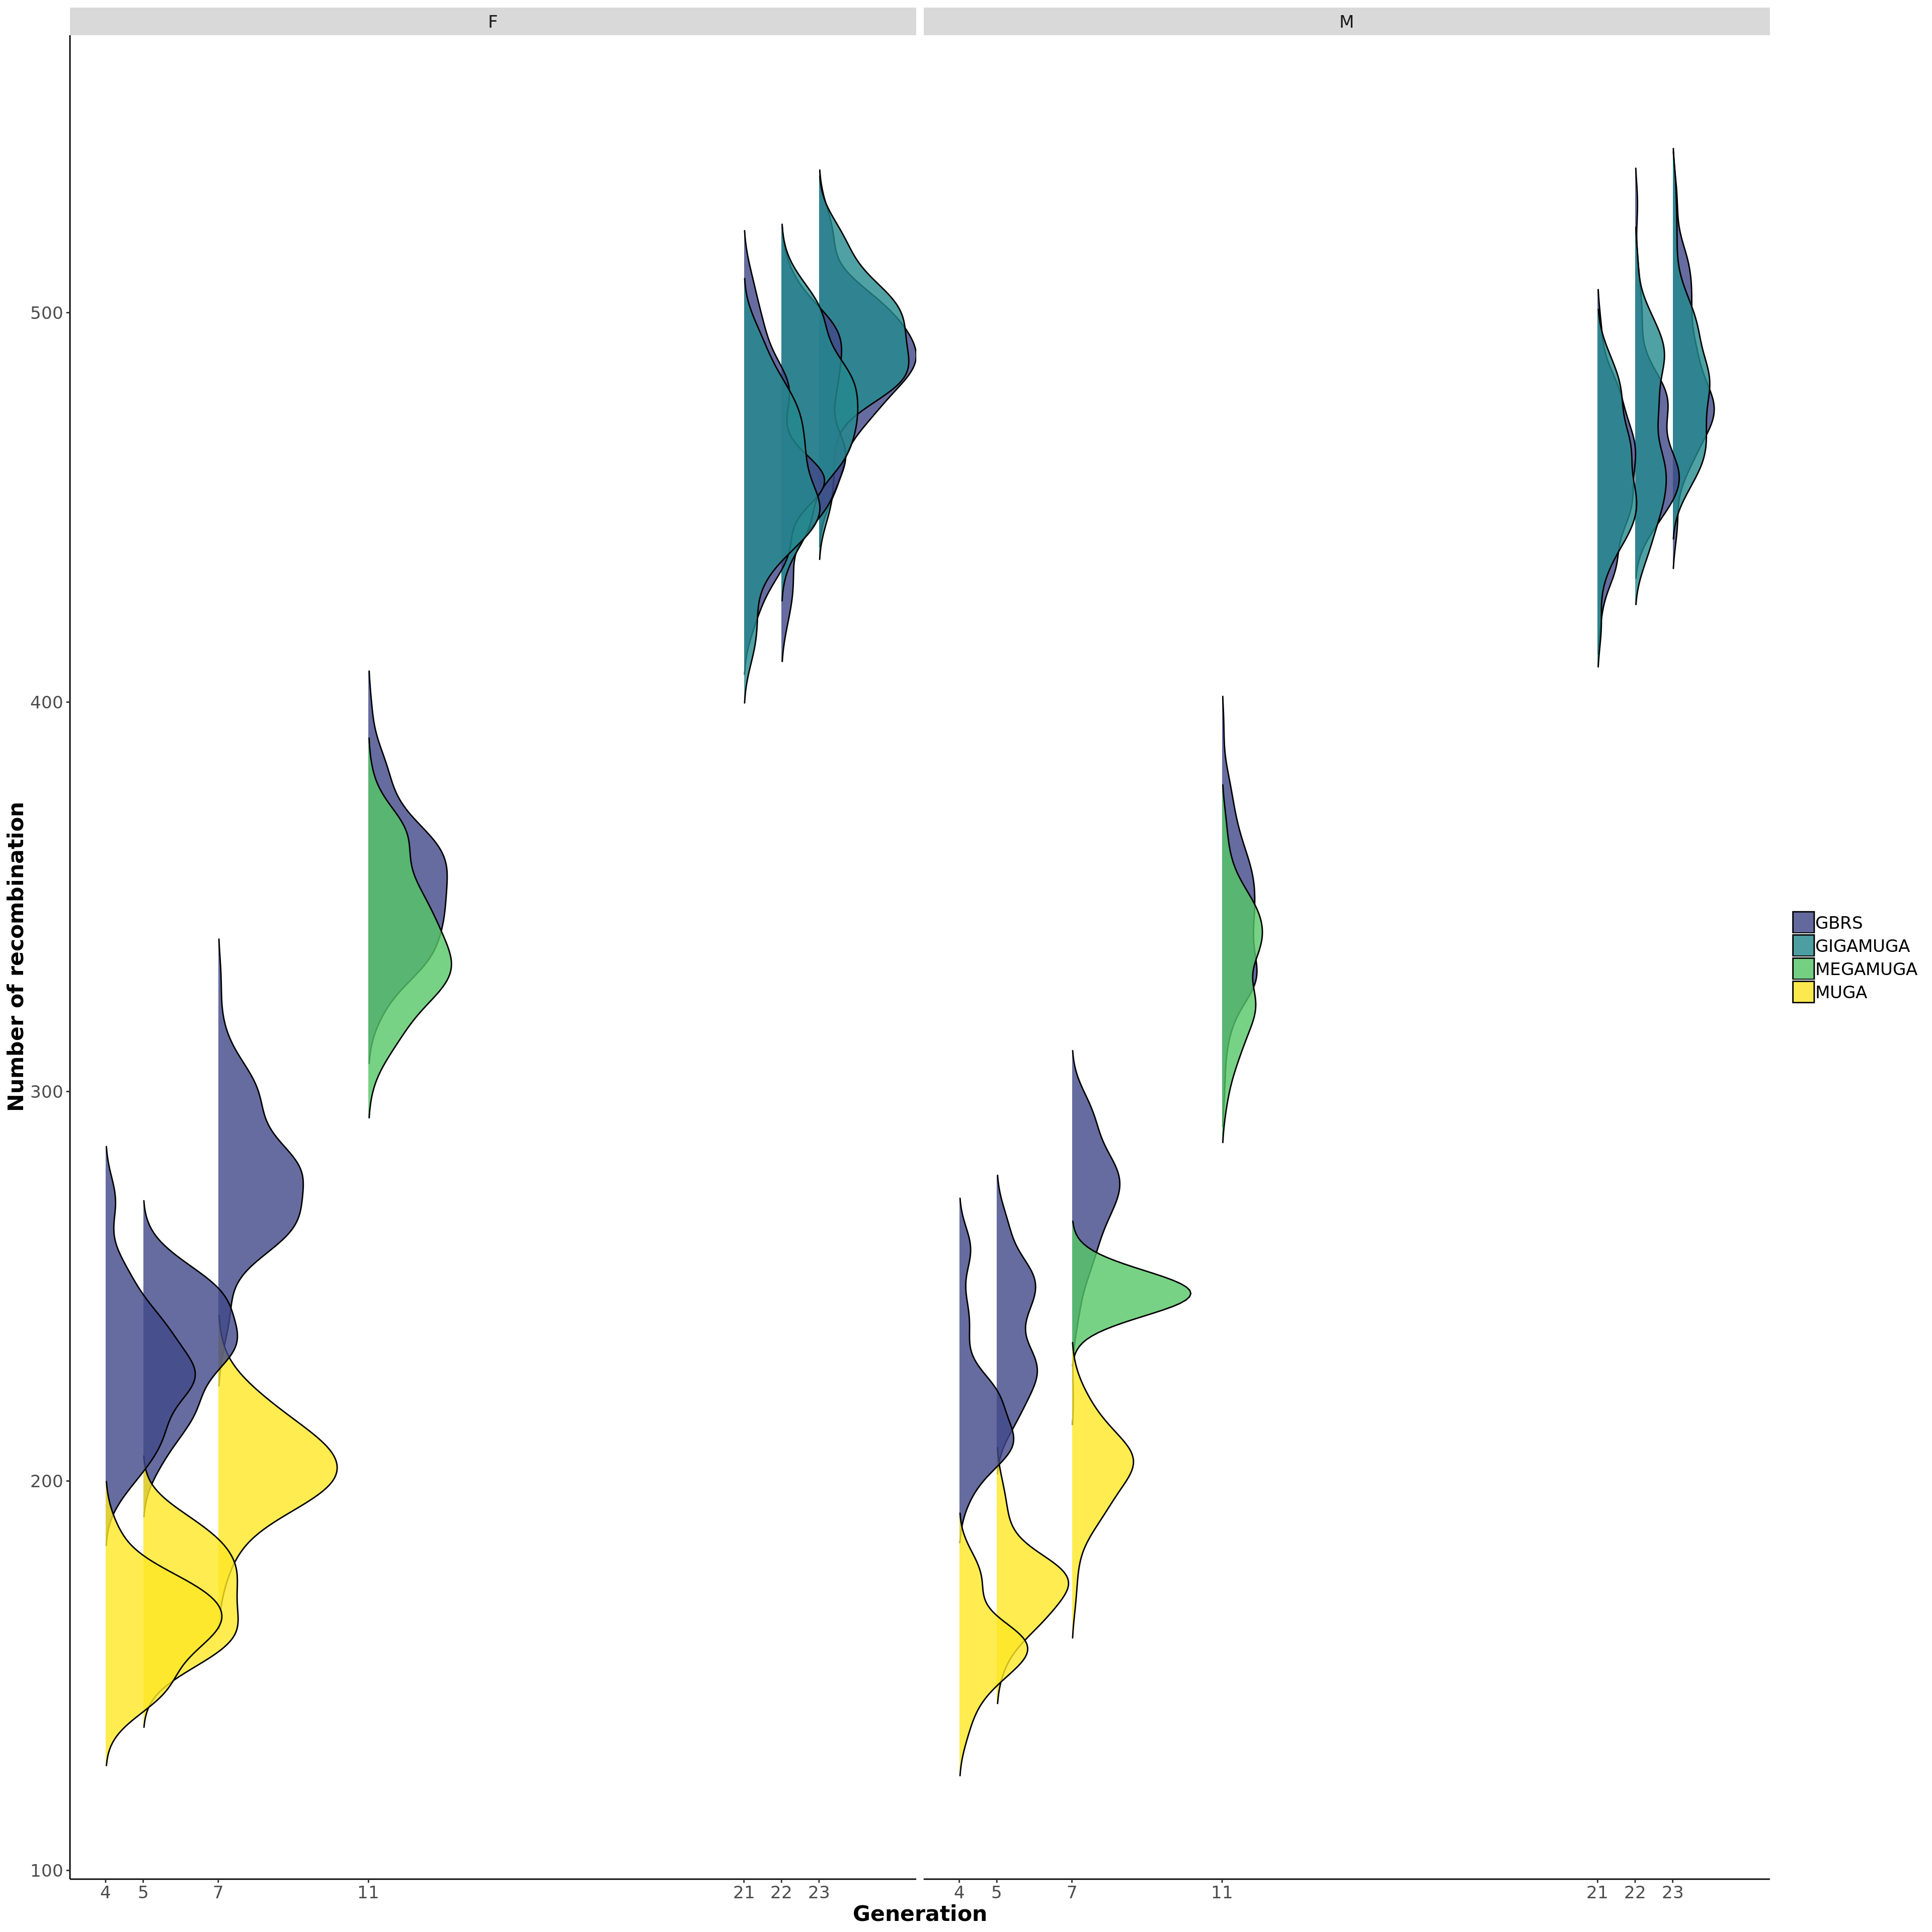 F M
500
400
300
200
100
Number of recombination
4 5 7 11 21 22 23 4 5 7 11 21 22 23
Generation
GBRS
GIGAMUGA
MEGAMUGA
MUGA